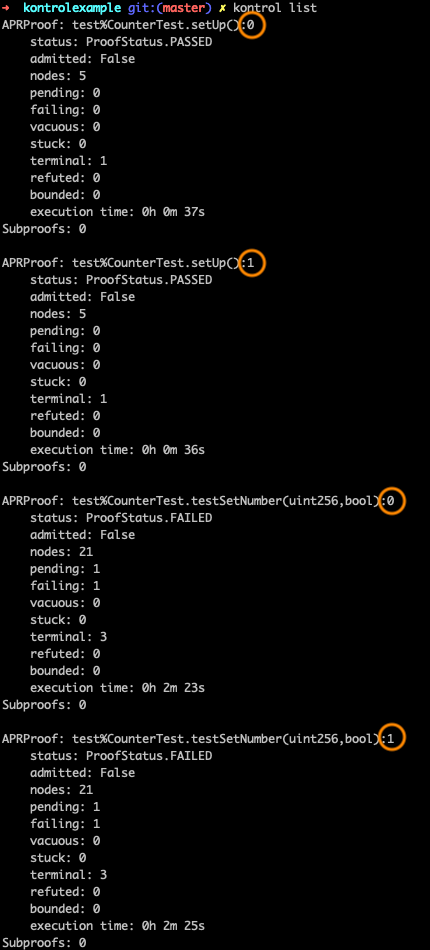 → kontrolexample git:(master) ✗ kontrol list
APRProof: test%CounterTest.setUp():0
    status: ProofStatus.PASSED
    admitted: False
    nodes: 5
    pending: 0
    failing: 0
    vacuous: 0
    stuck: 0
    terminal: 1
    refuted: 0
    bounded: 0
    execution time: 0h 0m 37s
Subproofs: 0

APRProof: test%CounterTest.setUp():1
    status: ProofStatus.PASSED
    admitted: False
    nodes: 5
    pending: 0
    failing: 0
    vacuous: 0
    stuck: 0
    terminal: 1
    refuted: 0
    bounded: 0
    execution time: 0h 0m 36s
Subproofs: 0

APRProof: test%CounterTest.testSetNumber(uint256,bool):0
    status: ProofStatus.FAILED
    admitted: False
    nodes: 21
    pending: 1
    failing: 1
    vacuous: 0
    stuck: 0
    terminal: 3
    refuted: 0
    bounded: 0
    execution time: 0h 2m 23s
Subproofs: 0

APRProof: test%CounterTest.testSetNumber(uint256,bool):1
    status: ProofStatus.FAILED
    admitted: False
    nodes: 21
    pending: 1
    failing: 1
    vacuous: 0
    stuck: 0
    terminal: 3
    refuted: 0
    bounded: 0
    execution time: 0h 2m 25s
Subproofs: 0